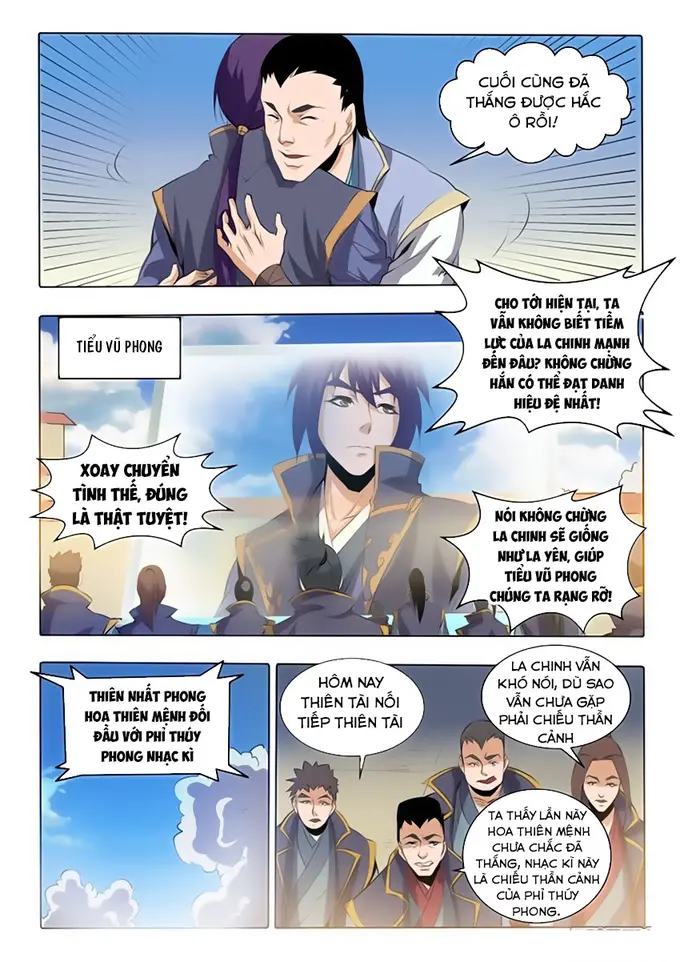 CUỐI CÙNG ĐÃ
THẮNG ĐƯỢC HẮC
Ô RỒI!
CHO TỚI HIỆN TẠI, TA
VẪN KHÔNG BIẾT TIỀM
LỰC CỦA LA CHINH MẠNH
ĐẾN ĐÂU? KHÔNG CHỪNG
HẮN CÓ THỂ ĐẠT DANH
HIỆU ĐỆ NHẤT!
TIỂU VŨ PHONG
XOAY CHUYỂN
TÌNH THẾ, ĐÚNG
LÀ THẬT TUYỆT!
NÓI KHÔNG CHỪNG
LA CHINH SẼ GIỐNG
NHƯ LA YÊN, GIÚP
TIỂU VŨ PHONG
CHÚNG TA RẠNG RỠ!
THIÊN NHẤT PHONG
HOA THIÊN MỆNH ĐỐI
ĐẦU VỚI PHỈ THÚY
PHONG NHẠC KÌ
HÔM NAY
THIÊN TÀI NỐI
TIẾP THIÊN TÀI
LA CHINH VẪN
KHÓ NÓI, DÙ SAO
VẪN CHƯA GẶP
PHẢI CHIẾU THẦN
CẢNH
TA THẤY LẦN NÀY
HOA THIÊN MỆNH
CHƯA CHẮC ĐÃ
THẮNG, NHẠC KÌ NÀY
LÀ CHIẾU THẦN CẢNH
CỦA PHỈ THÚY
PHONG.